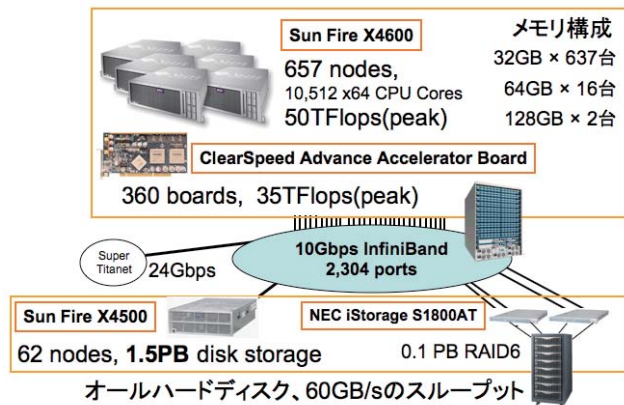 Sun Fire X4600
657 nodes,
10,512 x64 CPU Cores
50TFlops(peak)
メモリ構成
32GB × 637台
64GB × 16台
128GB × 2台
ClearSpeed Advance Accelerator Board
360 boards, 35TFlops(peak)
Super
Titanet
24Gbps
10Gbps InfiniBand
2,304 ports
Sun Fire X4500
NEC iStorage S1800AT
62 nodes, 1.5PB disk storage
0.1 PB RAID6
オールハードディスク、60GB/sのスループット